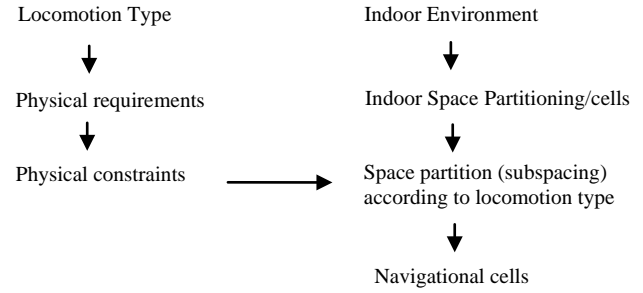 Locomotion Type
Physical requirements
Physical constraints
Indoor Environment
Indoor Space Partitioning/cells
Space partition (subspacing)
according to locomotion type
Navigational cells